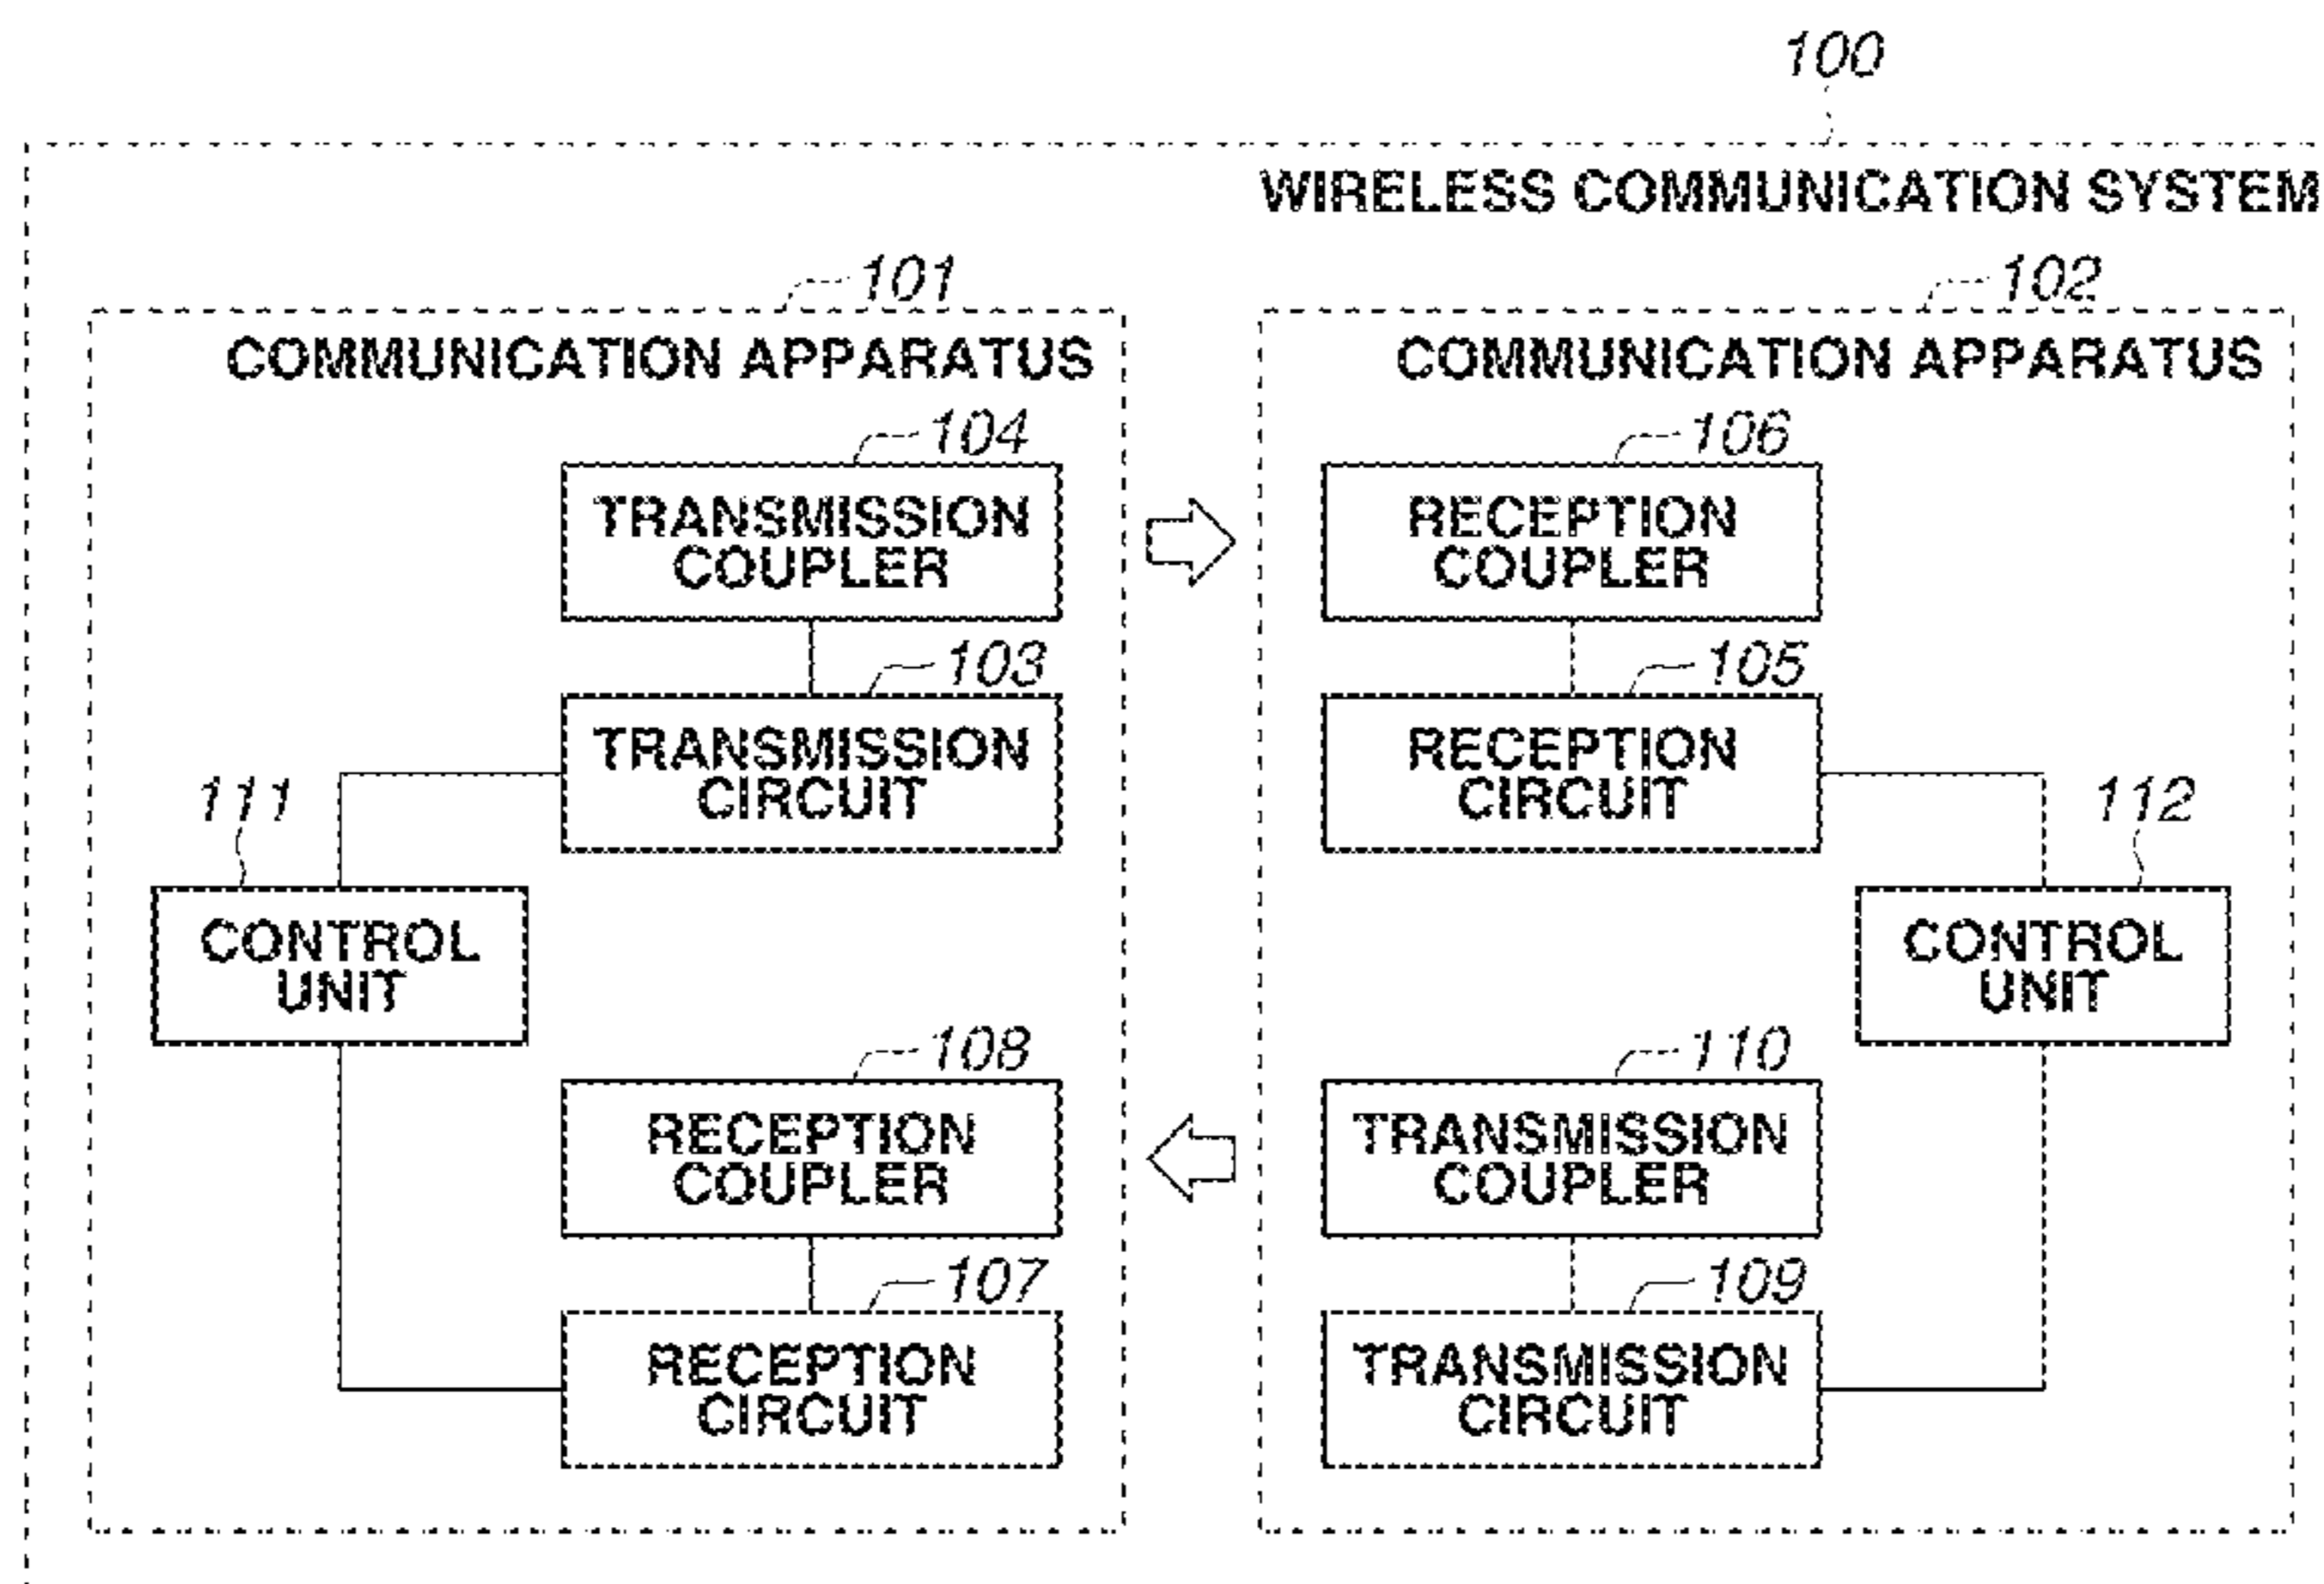 100
WIRELESS COMMUNICATION SYSTEM
101
COMMUNICATION APPARATUS
104
TRANSMISSION
COUPLER
103
TRANSMISSION
CIRCUIT
111
CONTROL
UNIT
108
RECEPTION
COUPLER
107
RECEPTION
CIRCUIT
102
COMMUNICATION APPARATUS
106
RECEPTION
COUPLER
105
RECEPTION
CIRCUIT
112
CONTROL
UNIT
110
TRANSMISSION
COUPLER
109
TRANSMISSION
CIRCUIT